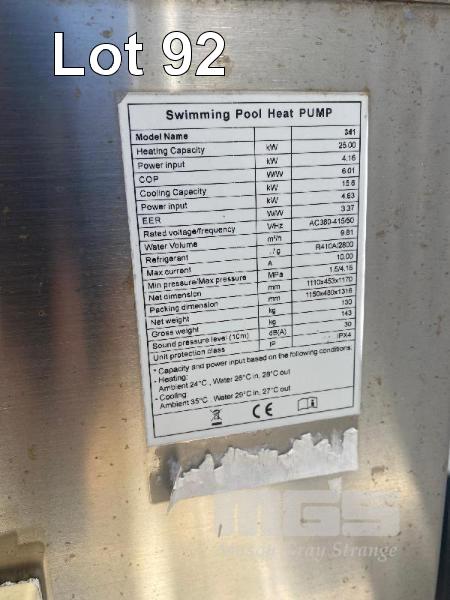 Lot 92
Swimming Pool Heat PUMP
Model Name 381
Heating Capacity kW 25.00
Power input kW 4.16
COP W/W 6.01
Cooling Capacity kW 15.6
Power input kW 4.63
EER W/W 3.37
Rated voltage/frequency V/Hz AC380-415/50
Water Volume m³/h 9.81
Refrigerant ../g R410A/2800
Max current A 10.00
Min pressure/Max pressure MPa 1.5/4.15
Net dimension mm 1110x453x1170
Packing dimension mm 1150x480x1316
Net weight kg 130
Gross weight kg 143
Sound pressure level (10m) dB(A) 30
Unit protection class IP IPX4
* Capacity and power input based on the following conditions:
- Heating:
Ambient 24°C , Water 26°C in, 28°C out
- Cooling:
Ambient 35°C , Water 29°C in, 27°C out
CE
MGS
Mason Gray Strange